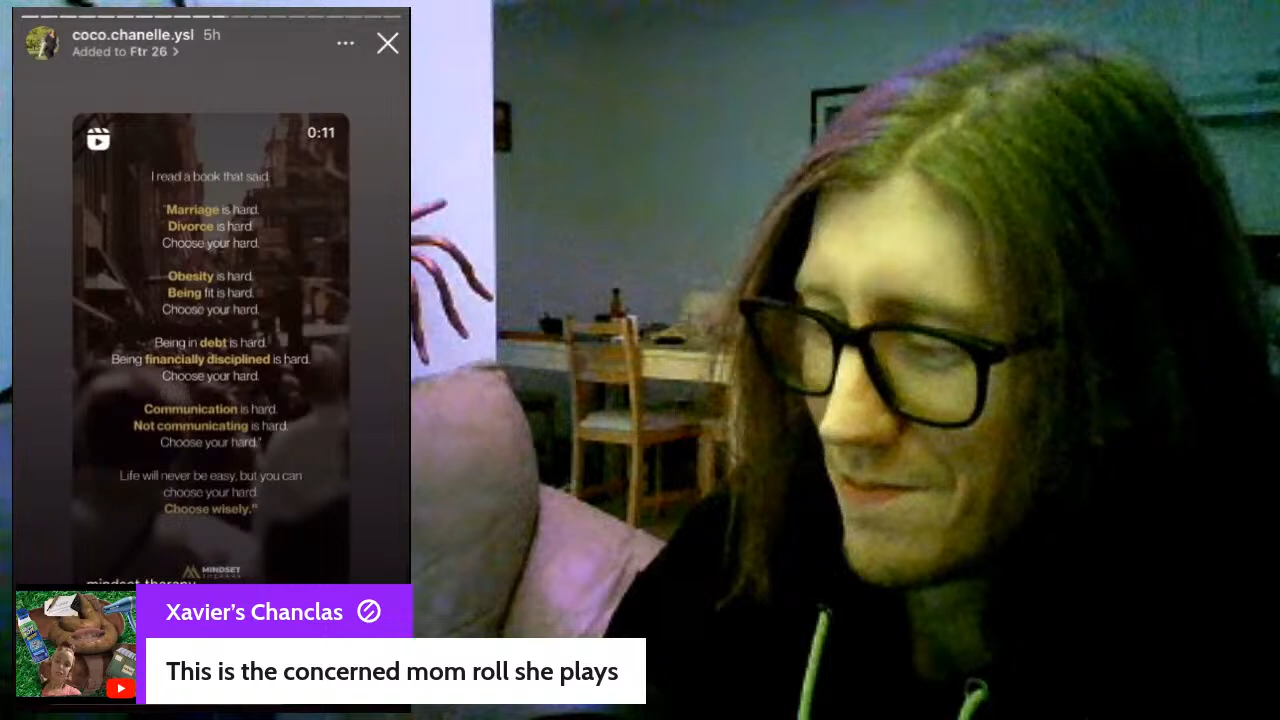 coco.chanelle.ysl 5h
Added to Ftr 26 >
0:11
I read a book that said:
"Marriage is hard.
Divorce is hard.
Choose your hard.
Obesity is hard.
Being fit is hard.
Choose your hard.
Being in debt is hard.
Being financially disciplined is hard.
Choose your hard.
Communication is hard.
Not communicating is hard.
Choose your hard."
Life will never be easy, but you can
choose your hard.
Choose wisely."
MINDSET
THERAPY
mindset.therapy
Xavier's Chanclas
This is the concerned mom roll she plays